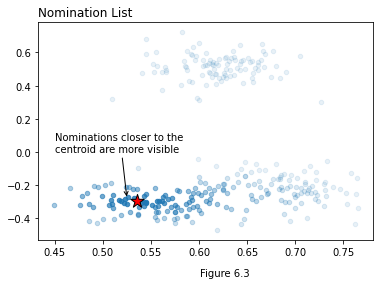 Nomination List
0.6
0.4
0.2
0.0
−0.2
−0.4
Nominations closer to the
centroid are more visible
0.45 0.50 0.55 0.60 0.65 0.70 0.75
Figure 6.3